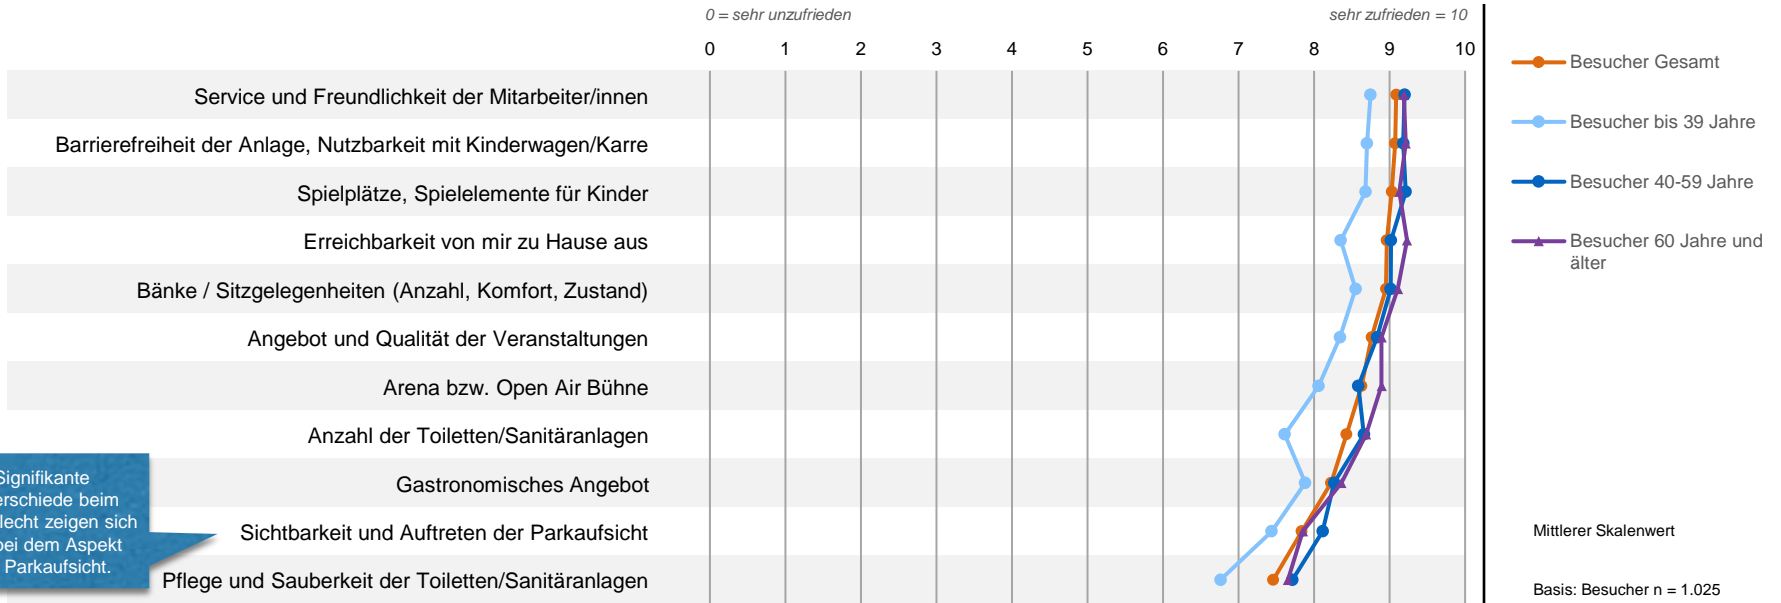 0 = sehr unzufrieden
sehr zufrieden = 10
0 1 2 3 4 5 6 7 8 9 10
Service und Freundlichkeit der Mitarbeiter/innen
Barrierefreiheit der Anlage, Nutzbarkeit mit Kinderwagen/Karre
Spielplätze, Spielelemente für Kinder
Erreichbarkeit von mir zu Hause aus
Bänke / Sitzgelegenheiten (Anzahl, Komfort, Zustand)
Angebot und Qualität der Veranstaltungen
Arena bzw. Open Air Bühne
Anzahl der Toiletten/Sanitäranlagen
Gastronomisches Angebot
Sichtbarkeit und Auftreten der Parkaufsicht
Pflege und Sauberkeit der Toiletten/Sanitäranlagen
Signifikante
erschiede beim
lecht zeigen sich
bei dem Aspekt
Parkaufsicht.
Besucher Gesamt
Besucher bis 39 Jahre
Besucher 40-59 Jahre
Besucher 60 Jahre und
älter
Mittlerer Skalenwert
Basis: Besucher n = 1.025